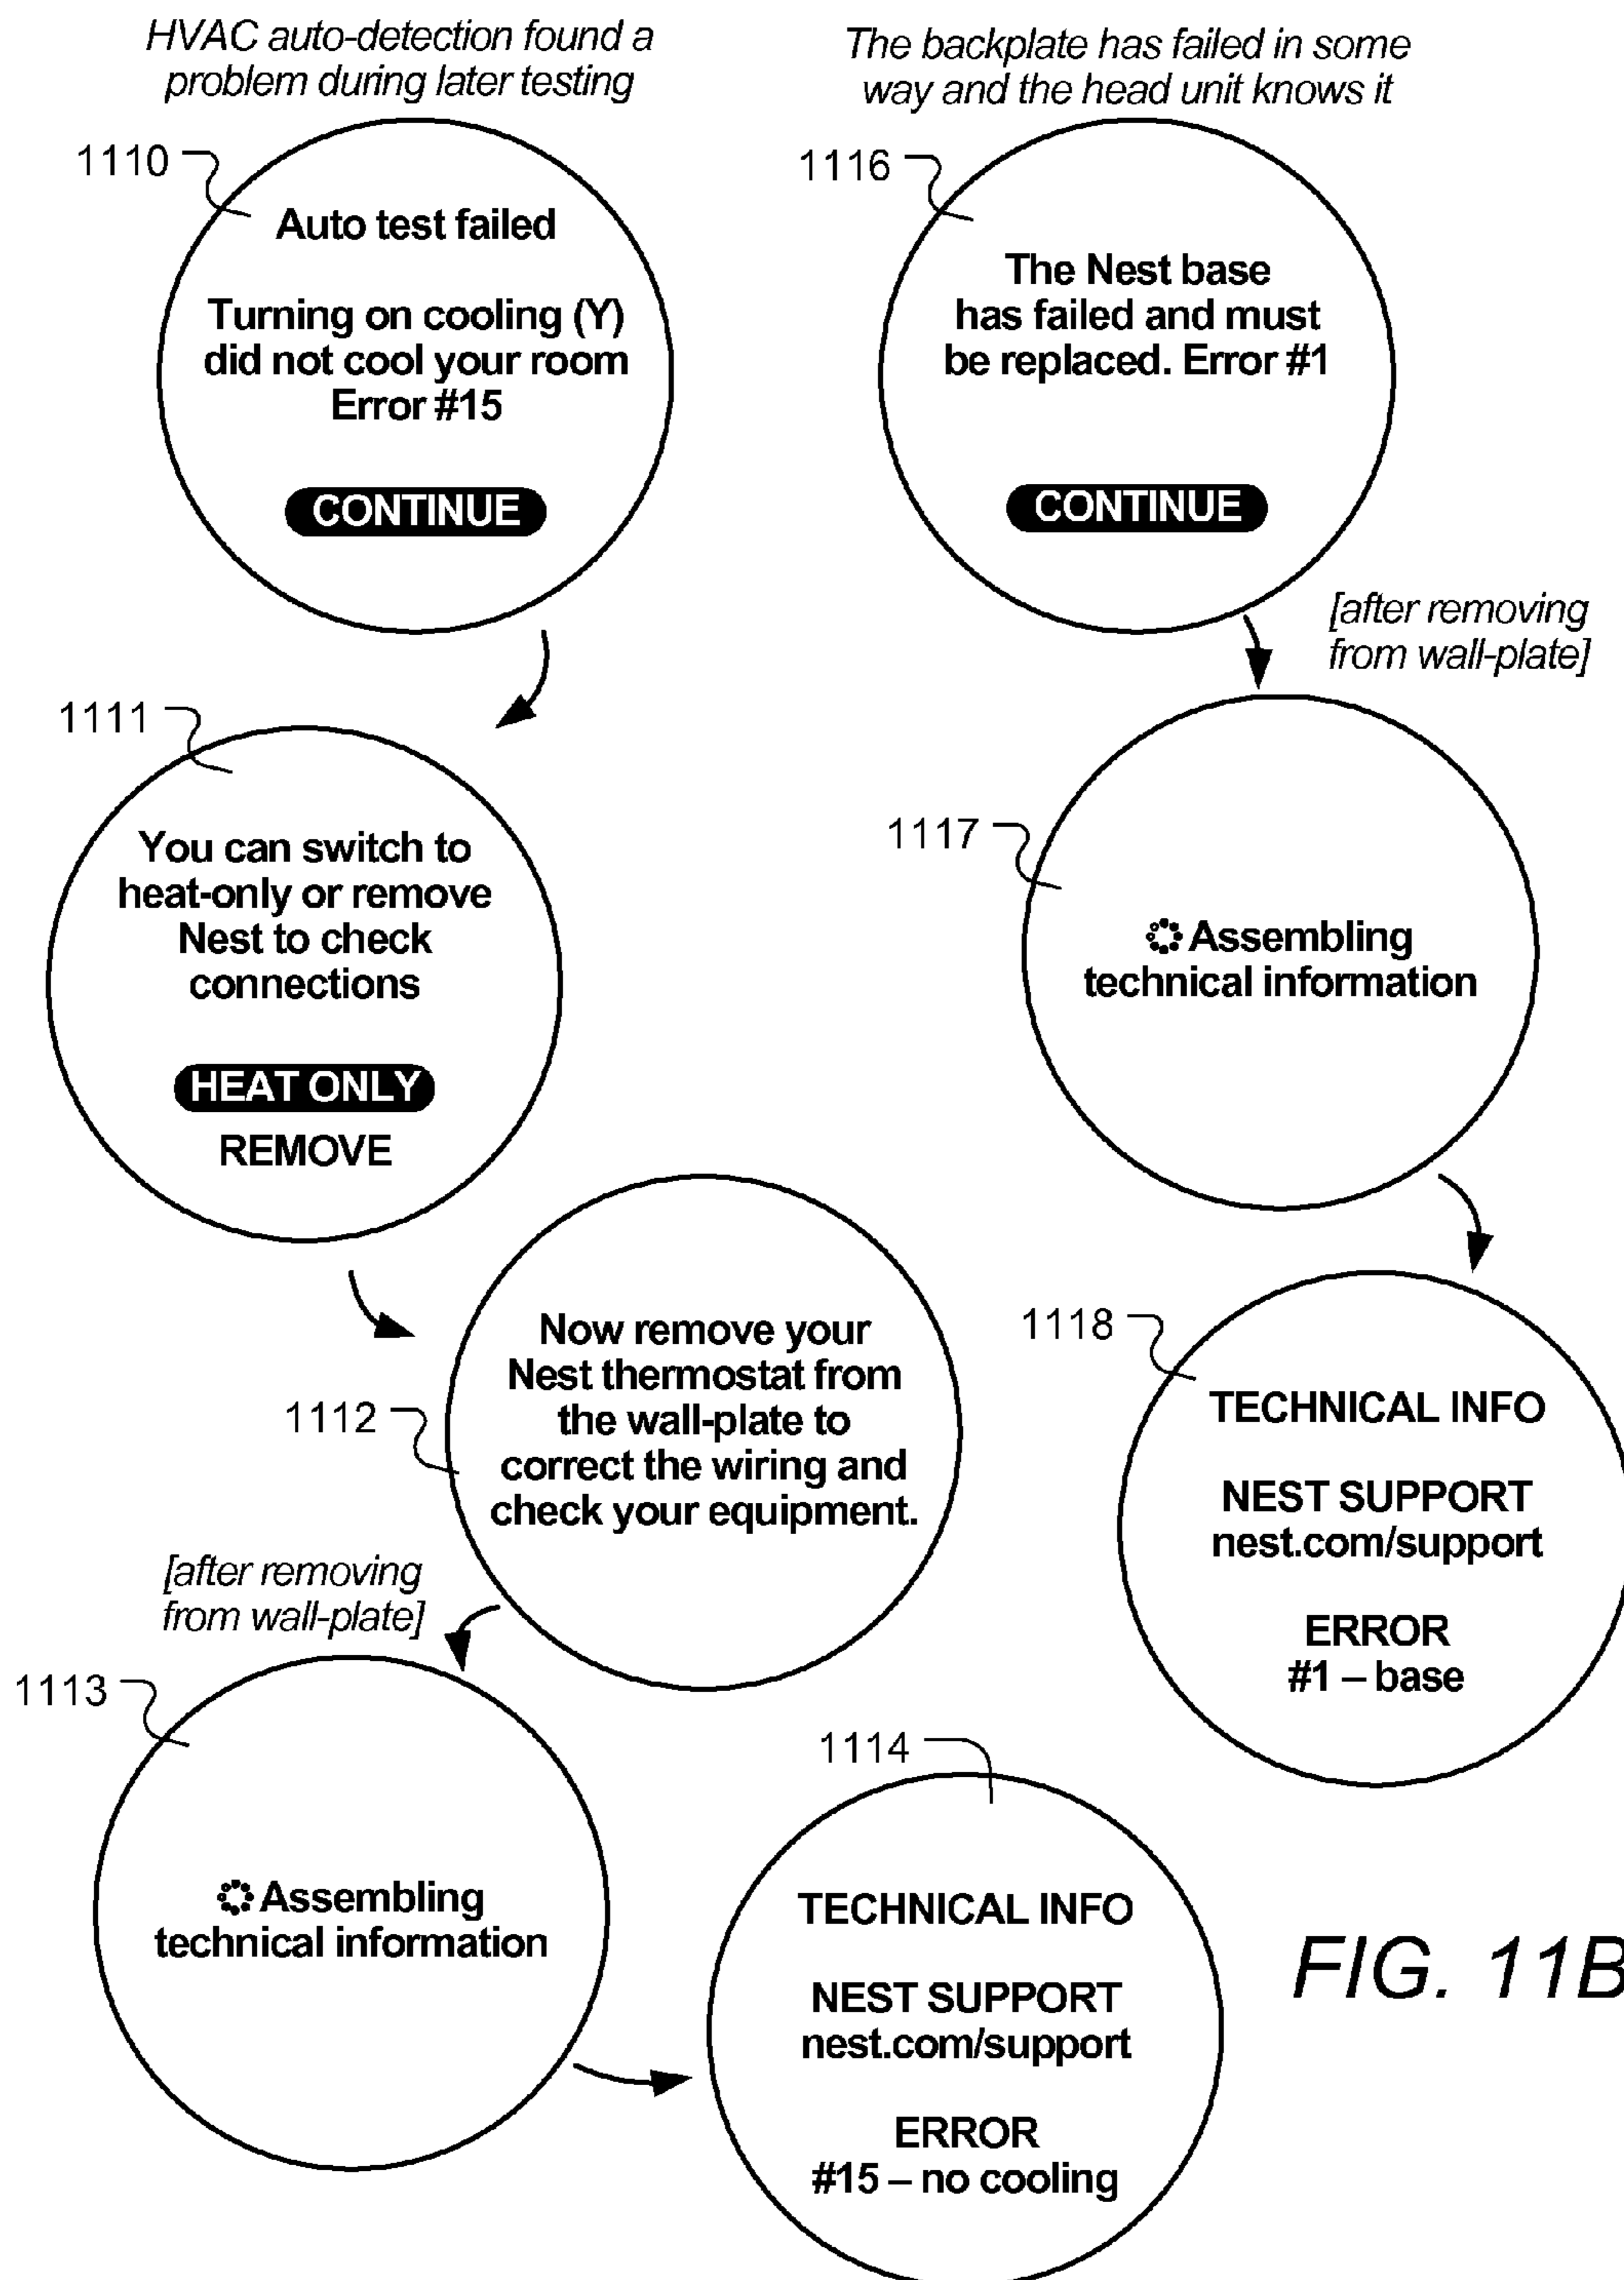 HVAC auto-detection found a
problem during later testing
1110
Auto test failed
Turning on cooling (Y)
did not cool your room
Error #15
CONTINUE
1111
You can switch to
heat-only or remove
Nest to check
connections
HEAT ONLY
REMOVE
1112
Now remove your
Nest thermostat from
the wall-plate to
correct the wiring and
check your equipment.
[after removing
from wall-plate]
1113
Assembling
technical information
1114
TECHNICAL INFO
NEST SUPPORT
nest.com/support
ERROR
#15 – no cooling
The backplate has failed in some
way and the head unit knows it
1116
The Nest base
has failed and must
be replaced. Error #1
CONTINUE
[after removing
from wall-plate]
1117
Assembling
technical information
1118
TECHNICAL INFO
NEST SUPPORT
nest.com/support
ERROR
#1 – base
FIG. 11B